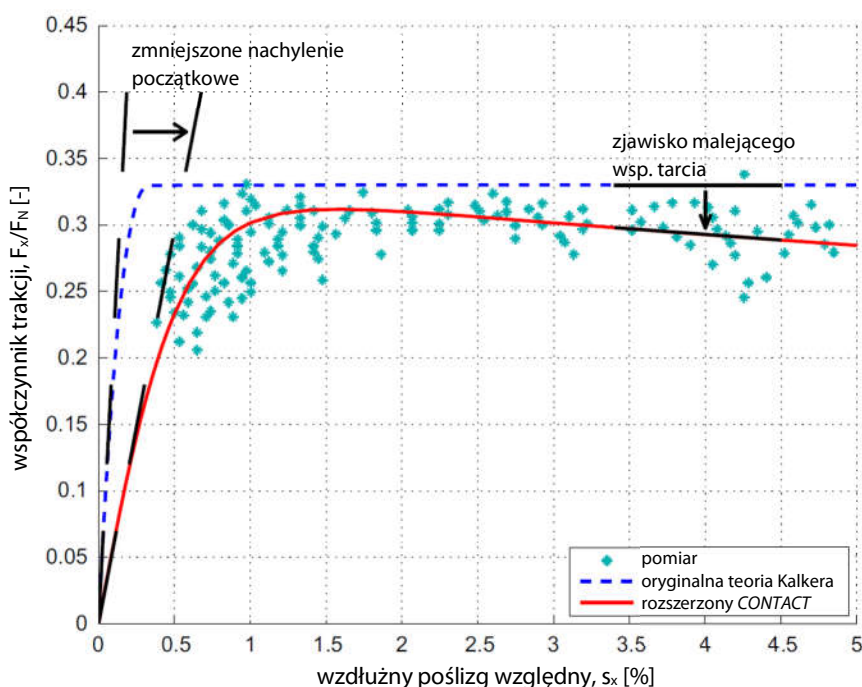 0.45
0.4
0.35
0.3
0.25
0.2
0.15
0.1
0.05
0
współczynnik trakcji, Fx/FN [-]
zmniejszone nachylenie
początkowe
zjawisko malejącego
wsp. tarcia
pomiar
oryginalna teoria Kalkera
rozszerzony CONTACT
0 0.5 1 1.5 2 2.5 3 3.5 4 4.5 5
wzdłużny poślizg względny, sx [%]